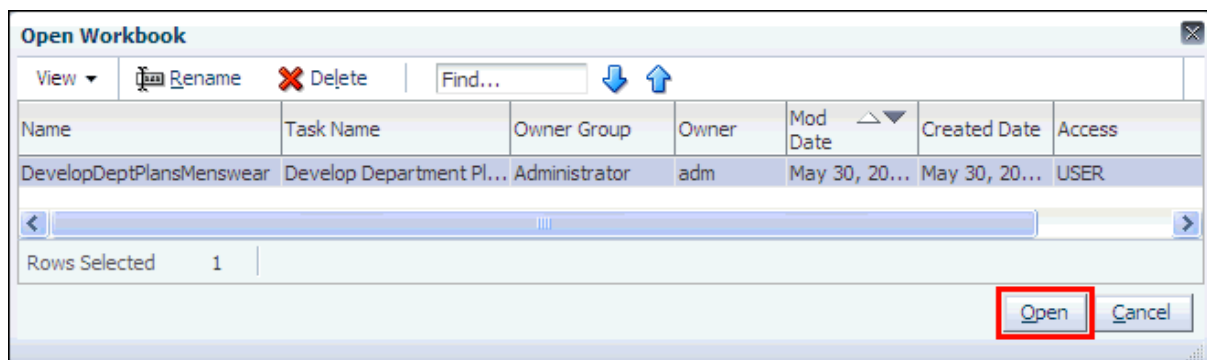 Open Workbook
View Rename Delete Find...
Name Task Name Owner Group Owner Mod Date Created Date Access
DevelopDeptPlansMenswear Develop Department Pl... Administrator adm May 30, 20... May 30, 20... USER
Rows Selected 1
Open Cancel